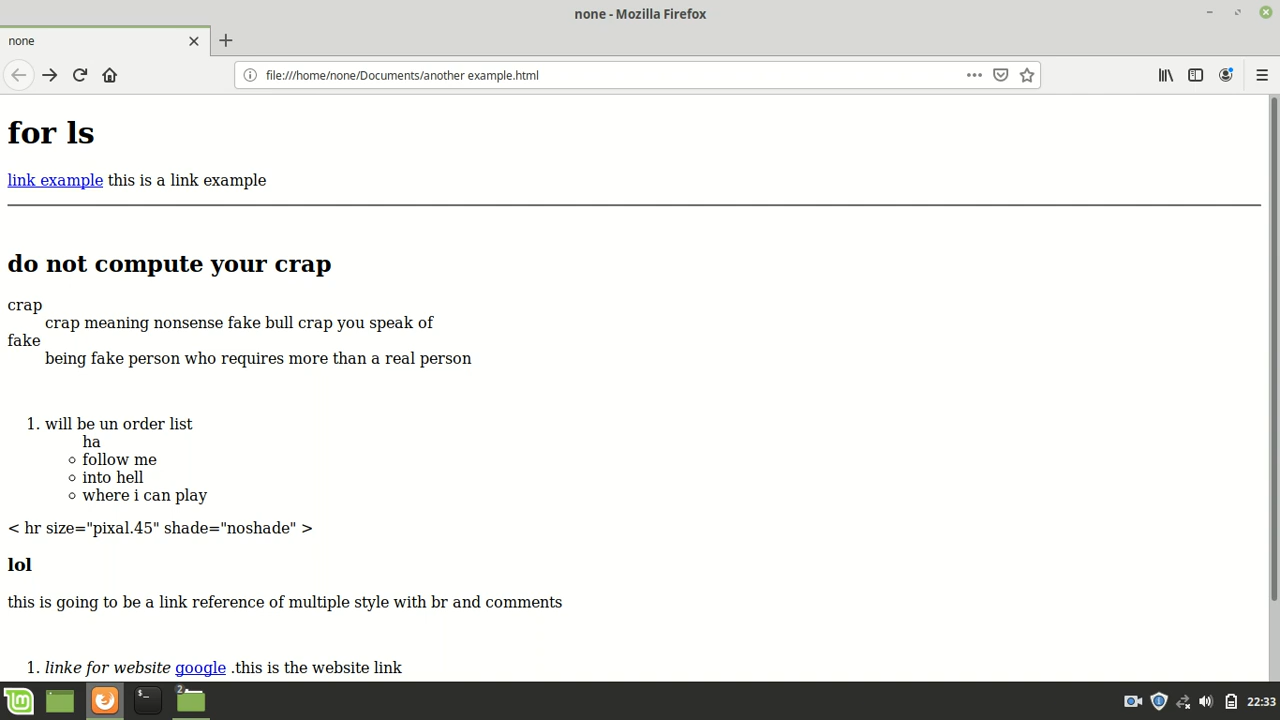 none - Mozilla Firefox
none
file:///home/none/Documents/another example.html
for ls
link example this is a link example
do not compute your crap
crap
crap meaning nonsense fake bull crap you speak of
fake
being fake person who requires more than a real person
1. will be un order list
ha
follow me
into hell
where i can play
< hr size="pixal.45" shade="noshade" >
lol
this is going to be a link reference of multiple style with br and comments
1. linke for website google .this is the website link
2
22:33